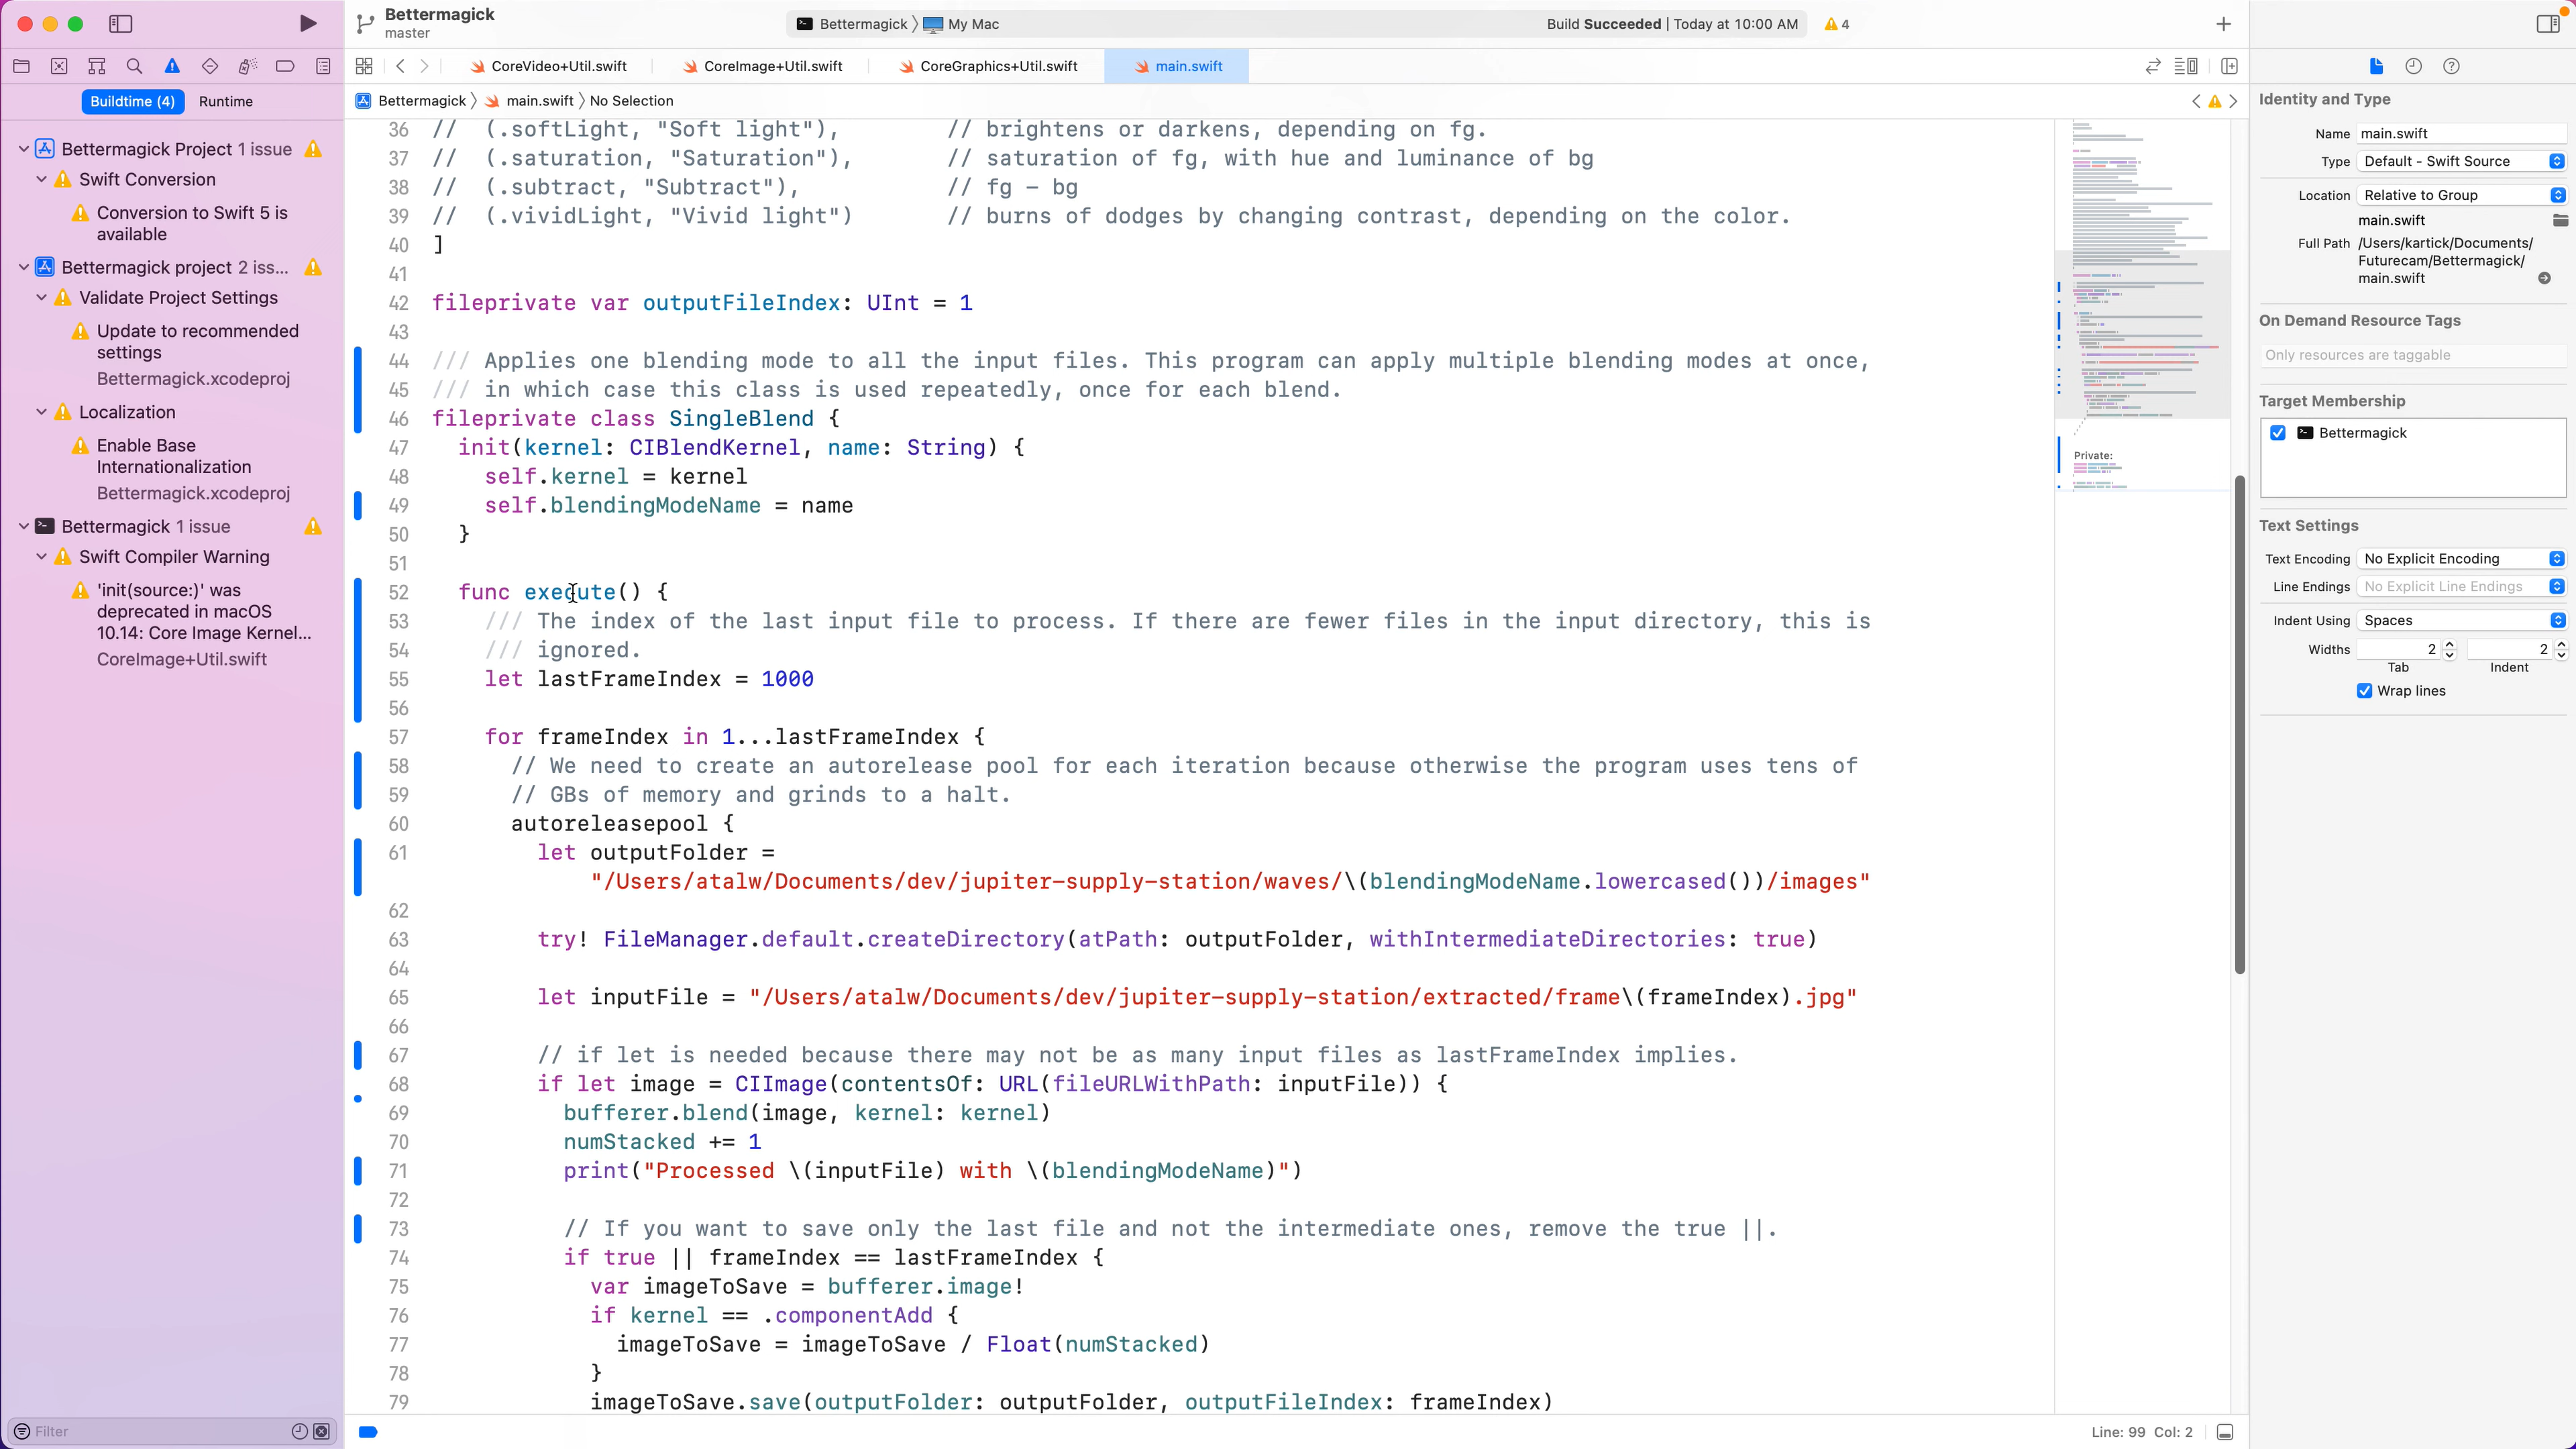 Bettermagick
master
Bettermagick 〉 My Mac
Build Succeeded | Today at 10:00 AM
4
CoreVideo+Util.swift
CoreImage+Util.swift
CoreGraphics+Util.swift
main.swift
Buildtime (4)
Runtime
Bettermagick 〉 main.swift 〉 No Selection
Bettermagick Project 1 issue
Swift Conversion
Conversion to Swift 5 is
available
Bettermagick project 2 iss...
Validate Project Settings
Update to recommended
settings
Bettermagick.xcodeproj
Localization
Enable Base
Internationalization
Bettermagick.xcodeproj
Bettermagick 1 issue
Swift Compiler Warning
'init(source:)' was
deprecated in macOS
10.14: Core Image Kernel...
CoreImage+Util.swift
Filter
36 //  (.softLight, "Soft light"),        // brightens or darkens, depending on fg.
37 //  (.saturation, "Saturation"),       // saturation of fg, with hue and luminance of bg
38 //  (.subtract, "Subtract"),           // fg – bg
39 //  (.vividLight, "Vivid light")       // burns of dodges by changing contrast, depending on the color.
40 ]
41
42 fileprivate var outputFileIndex: UInt = 1
43
44 /// Applies one blending mode to all the input files. This program can apply multiple blending modes at once,
45 /// in which case this class is used repeatedly, once for each blend.
46 fileprivate class SingleBlend {
47   init(kernel: CIBlendKernel, name: String) {
48     self.kernel = kernel
49     self.blendingModeName = name
50   }
51
52   func execute() {
53     /// The index of the last input file to process. If there are fewer files in the input directory, this is
54     /// ignored.
55     let lastFrameIndex = 1000
56
57     for frameIndex in 1...lastFrameIndex {
58       // We need to create an autorelease pool for each iteration because otherwise the program uses tens of
59       // GBs of memory and grinds to a halt.
60       autoreleasepool {
61         let outputFolder =
"/Users/atalw/Documents/dev/jupiter-supply-station/waves/\(blendingModeName.lowercased())/images"
62
63         try! FileManager.default.createDirectory(atPath: outputFolder, withIntermediateDirectories: true)
64
65         let inputFile = "/Users/atalw/Documents/dev/jupiter-supply-station/extracted/frame\(frameIndex).jpg"
66
67         // if let is needed because there may not be as many input files as lastFrameIndex implies.
68         if let image = CIImage(contentsOf: URL(fileURLWithPath: inputFile)) {
69           bufferer.blend(image, kernel: kernel)
70           numStacked += 1
71           print("Processed \(inputFile) with \(blendingModeName)")
72
73           // If you want to save only the last file and not the intermediate ones, remove the true ||.
74           if true || frameIndex == lastFrameIndex {
75             var imageToSave = bufferer.image!
76             if kernel == .componentAdd {
77               imageToSave = imageToSave / Float(numStacked)
78             }
79             imageToSave.save(outputFolder: outputFolder, outputFileIndex: frameIndex)
Private:
Line: 99 Col: 2
Identity and Type
Name main.swift
Type Default - Swift Source
Location Relative to Group
main.swift
Full Path /Users/kartick/Documents/
Futurecam/Bettermagick/
main.swift
On Demand Resource Tags
Only resources are taggable
Target Membership
Bettermagick
Text Settings
Text Encoding No Explicit Encoding
Line Endings No Explicit Line Endings
Indent Using Spaces
Widths 2 2
Tab Indent
Wrap lines